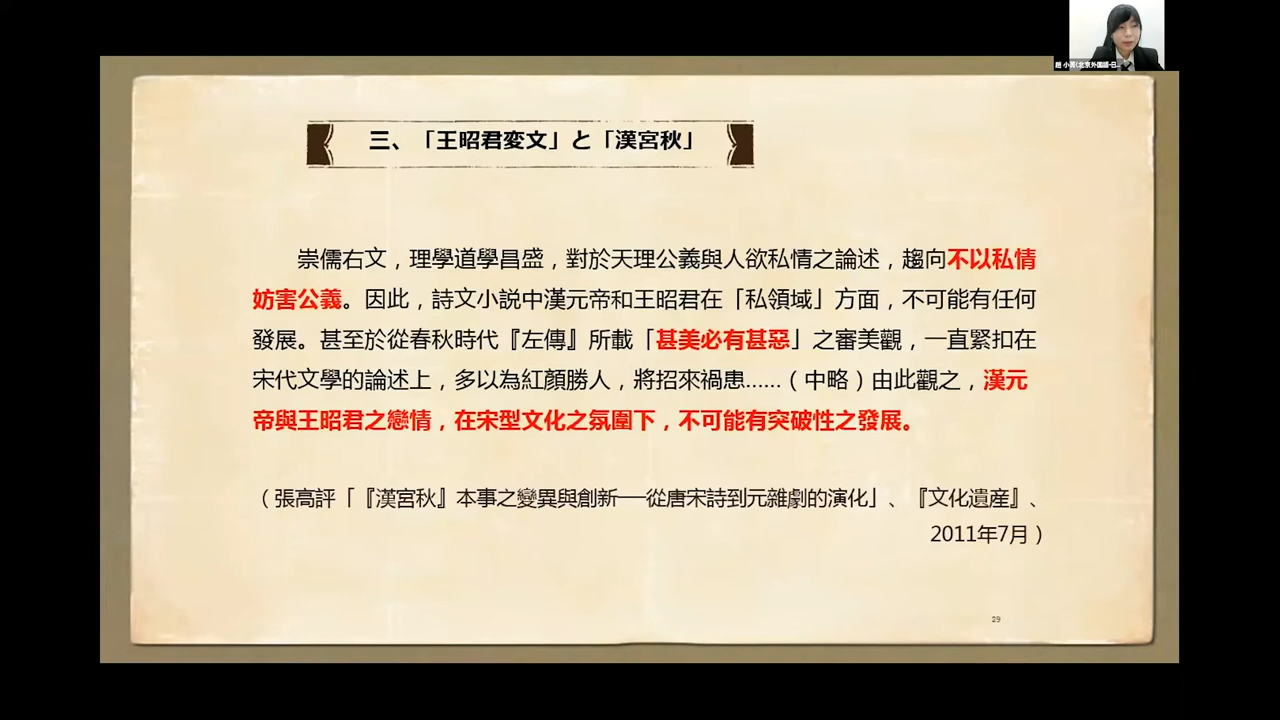 趙 小菁(北京外国語-日...
三、「王昭君変文」と「漢宮秋」
崇儒右文，理學道學昌盛，對於天理公義與人欲私情之論述，趨向不以私情
妨害公義。因此，詩文小説中漢元帝和王昭君在「私領域」方面，不可能有任何
發展。甚至於從春秋時代『左傳』所載「甚美必有甚惡」之審美觀，一直緊扣在
宋代文學的論述上，多以為紅顏勝人，將招來禍患……（中略）由此觀之，漢元
帝與王昭君之戀情，在宋型文化之氛圍下，不可能有突破性之發展。
（張高評「『漢宮秋』本事之變異與創新──從唐宋詩到元雜劇的演化」、『文化遺産』、
2011年7月）
29